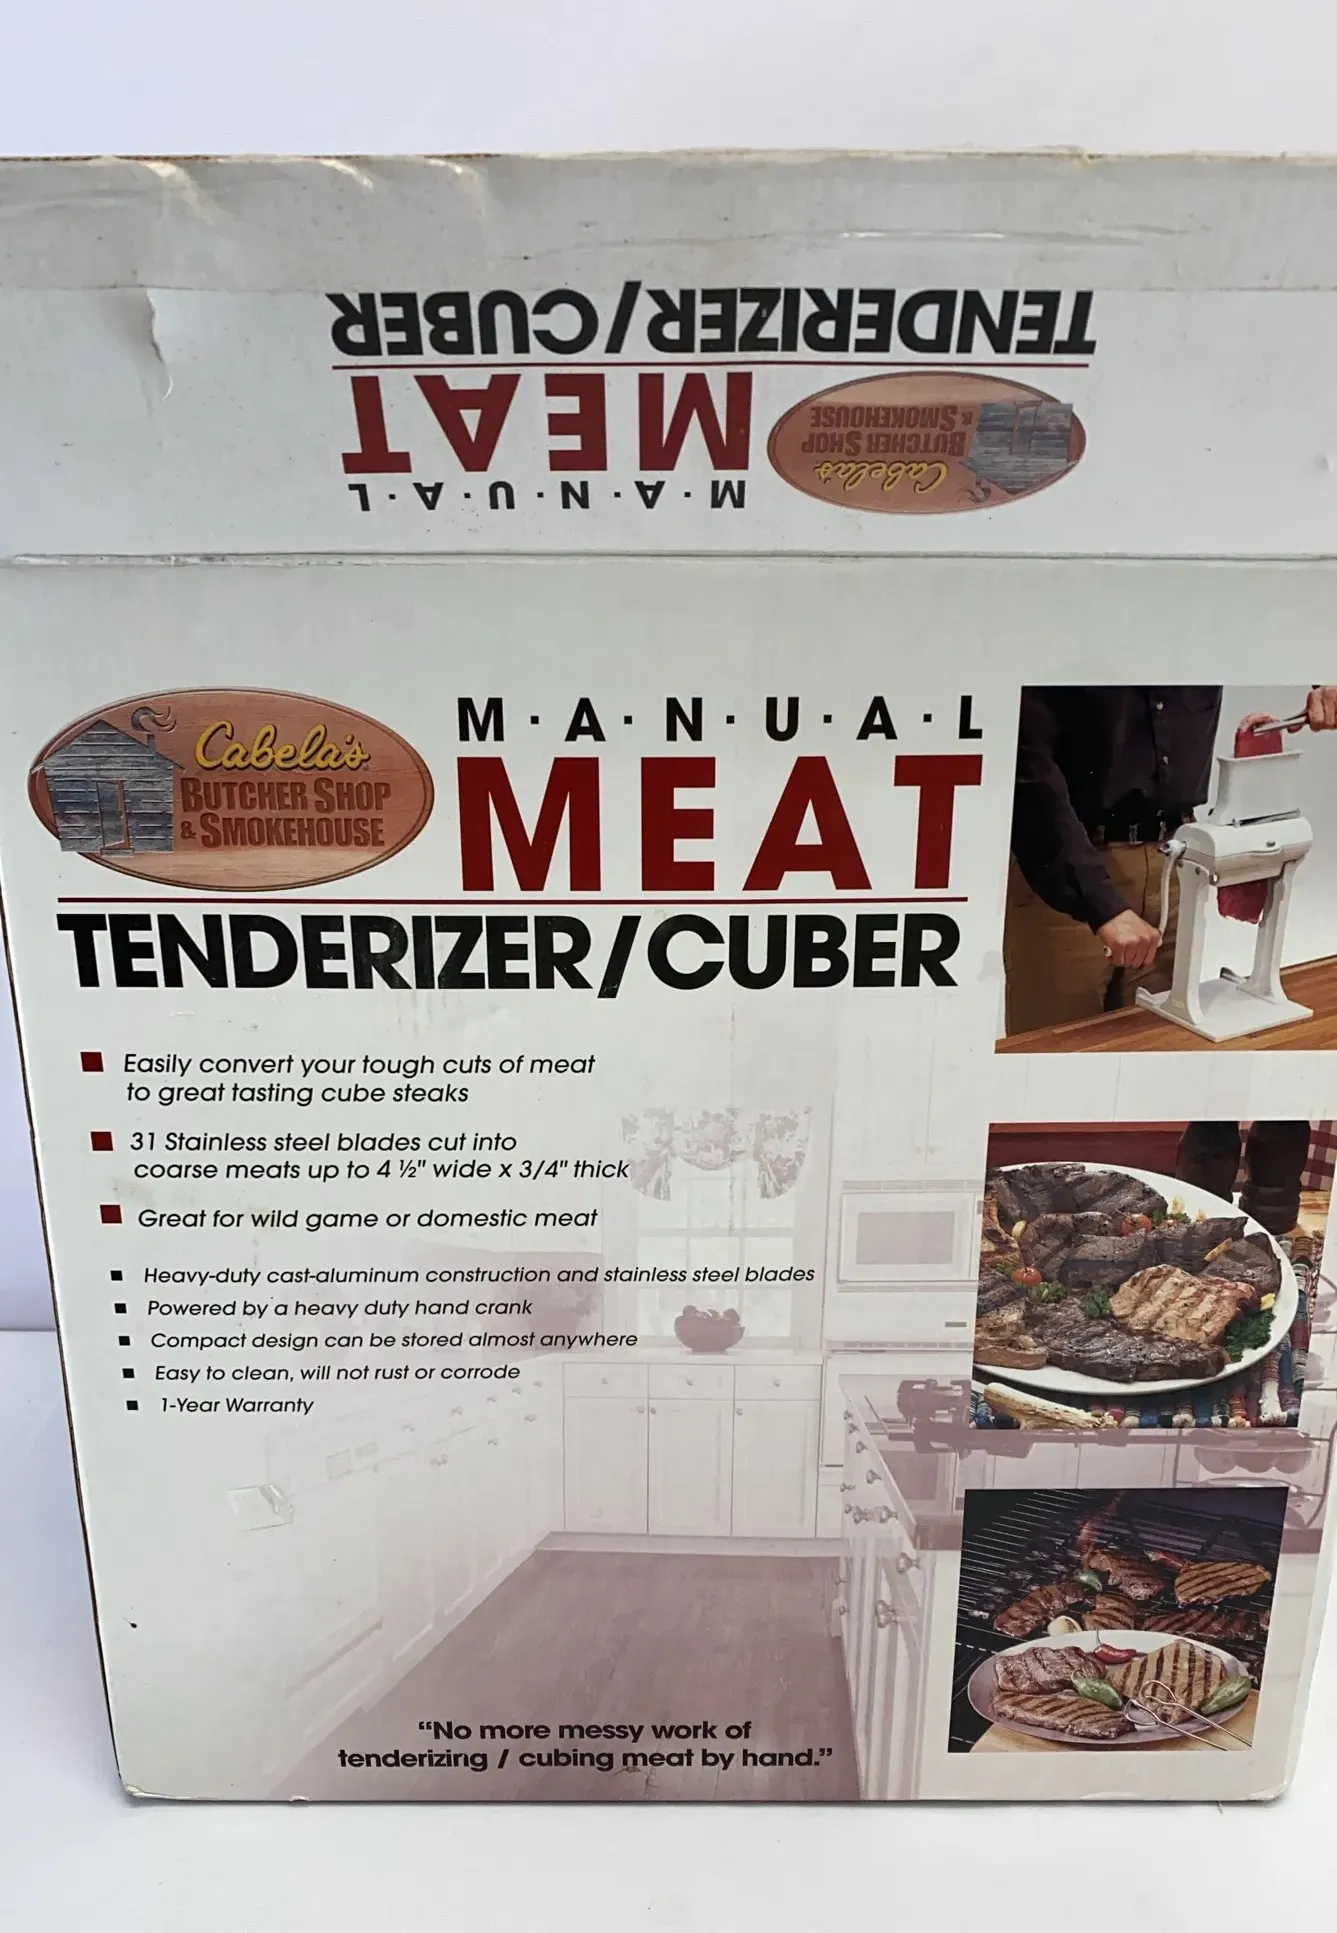 TENDERIZER/CUBER
MEAT
M·A·N·U·A·L
Cabela's
BUTCHER SHOP
& SMOKEHOUSE
Cabela's
BUTCHER SHOP
& SMOKEHOUSE
M·A·N·U·A·L
MEAT
TENDERIZER/CUBER
Easily convert your tough cuts of meat
to great tasting cube steaks
31 Stainless steel blades cut into
coarse meats up to 4 ½" wide x 3/4" thick
Great for wild game or domestic meat
Heavy-duty cast-aluminum construction and stainless steel blades
Powered by a heavy duty hand crank
Compact design can be stored almost anywhere
Easy to clean, will not rust or corrode
1-Year Warranty
“No more messy work of
tenderizing / cubing meat by hand.”